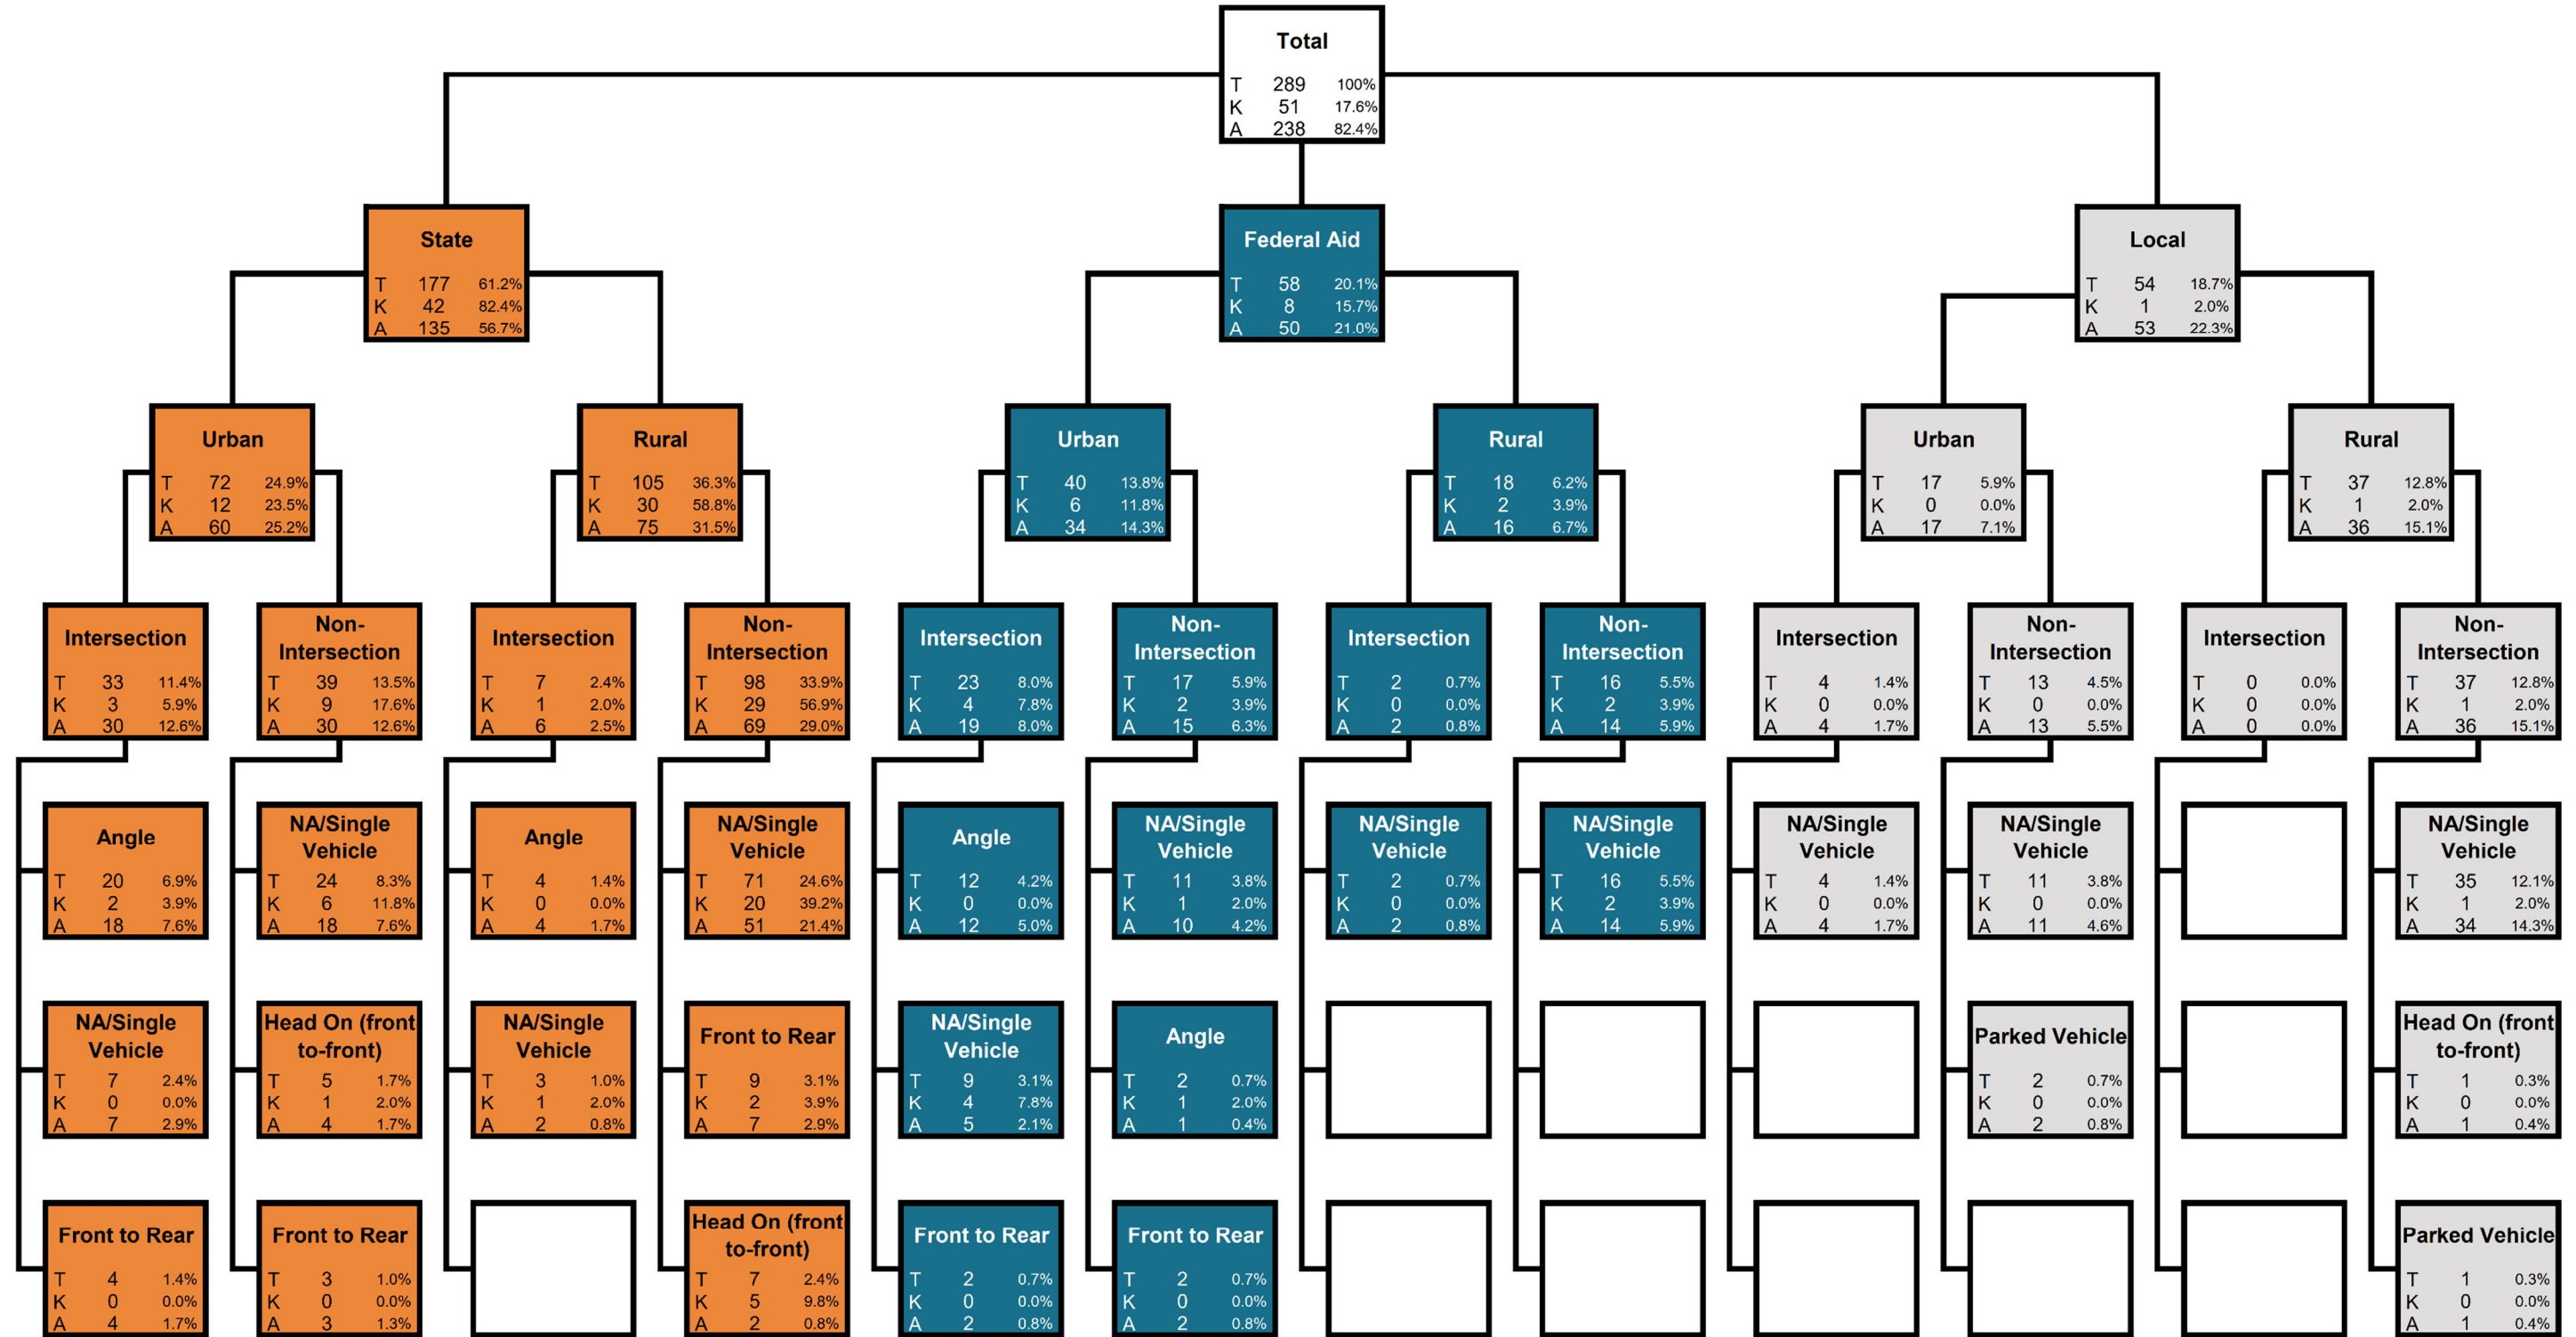 Total
T 289 100%
K 51 17.6%
A 238 82.4%
State
T 177 61.2%
K 42 82.4%
A 135 56.7%
Federal Aid
T 58 20.1%
K 8 15.7%
A 50 21.0%
Local
T 54 18.7%
K 1 2.0%
A 53 22.3%
Urban
T 72 24.9%
K 12 23.5%
A 60 25.2%
Rural
T 105 36.3%
K 30 58.8%
A 75 31.5%
Urban
T 40 13.8%
K 6 11.8%
A 34 14.3%
Rural
T 18 6.2%
K 2 3.9%
A 16 6.7%
Urban
T 17 5.9%
K 0 0.0%
A 17 7.1%
Rural
T 37 12.8%
K 1 2.0%
A 36 15.1%
Intersection
T 33 11.4%
K 3 5.9%
A 30 12.6%
Non-
Intersection
T 39 13.5%
K 9 17.6%
A 30 12.6%
Intersection
T 7 2.4%
K 1 2.0%
A 6 2.5%
Non-
Intersection
T 98 33.9%
K 29 56.9%
A 69 29.0%
Intersection
T 23 8.0%
K 4 7.8%
A 19 8.0%
Non-
Intersection
T 17 5.9%
K 2 3.9%
A 15 6.3%
Intersection
T 2 0.7%
K 0 0.0%
A 2 0.8%
Non-
Intersection
T 16 5.5%
K 2 3.9%
A 14 5.9%
Intersection
T 4 1.4%
K 0 0.0%
A 4 1.7%
Non-
Intersection
T 13 4.5%
K 0 0.0%
A 13 5.5%
Intersection
T 0 0.0%
K 0 0.0%
A 0 0.0%
Non-
Intersection
T 37 12.8%
K 1 2.0%
A 36 15.1%
Angle
T 20 6.9%
K 2 3.9%
A 18 7.6%
NA/Single
Vehicle
T 24 8.3%
K 6 11.8%
A 18 7.6%
Angle
T 4 1.4%
K 0 0.0%
A 4 1.7%
NA/Single
Vehicle
T 71 24.6%
K 20 39.2%
A 51 21.4%
Angle
T 12 4.2%
K 0 0.0%
A 12 5.0%
NA/Single
Vehicle
T 11 3.8%
K 1 2.0%
A 10 4.2%
NA/Single
Vehicle
T 2 0.7%
K 0 0.0%
A 2 0.8%
NA/Single
Vehicle
T 16 5.5%
K 2 3.9%
A 14 5.9%
NA/Single
Vehicle
T 4 1.4%
K 0 0.0%
A 4 1.7%
NA/Single
Vehicle
T 11 3.8%
K 0 0.0%
A 11 4.6%
NA/Single
Vehicle
T 35 12.1%
K 1 2.0%
A 34 14.3%
NA/Single
Vehicle
T 7 2.4%
K 0 0.0%
A 7 2.9%
Head On (front
to-front)
T 5 1.7%
K 1 2.0%
A 4 1.7%
NA/Single
Vehicle
T 3 1.0%
K 1 2.0%
A 2 0.8%
Front to Rear
T 9 3.1%
K 2 3.9%
A 7 2.9%
NA/Single
Vehicle
T 9 3.1%
K 4 7.8%
A 5 2.1%
Angle
T 2 0.7%
K 1 2.0%
A 1 0.4%
Parked Vehicle
T 2 0.7%
K 0 0.0%
A 2 0.8%
Head On (front
to-front)
T 1 0.3%
K 0 0.0%
A 1 0.4%
Front to Rear
T 4 1.4%
K 0 0.0%
A 4 1.7%
Front to Rear
T 3 1.0%
K 0 0.0%
A 3 1.3%
Head On (front
to-front)
T 7 2.4%
K 5 9.8%
A 2 0.8%
Front to Rear
T 2 0.7%
K 0 0.0%
A 2 0.8%
Front to Rear
T 2 0.7%
K 0 0.0%
A 2 0.8%
Parked Vehicle
T 1 0.3%
K 0 0.0%
A 1 0.4%